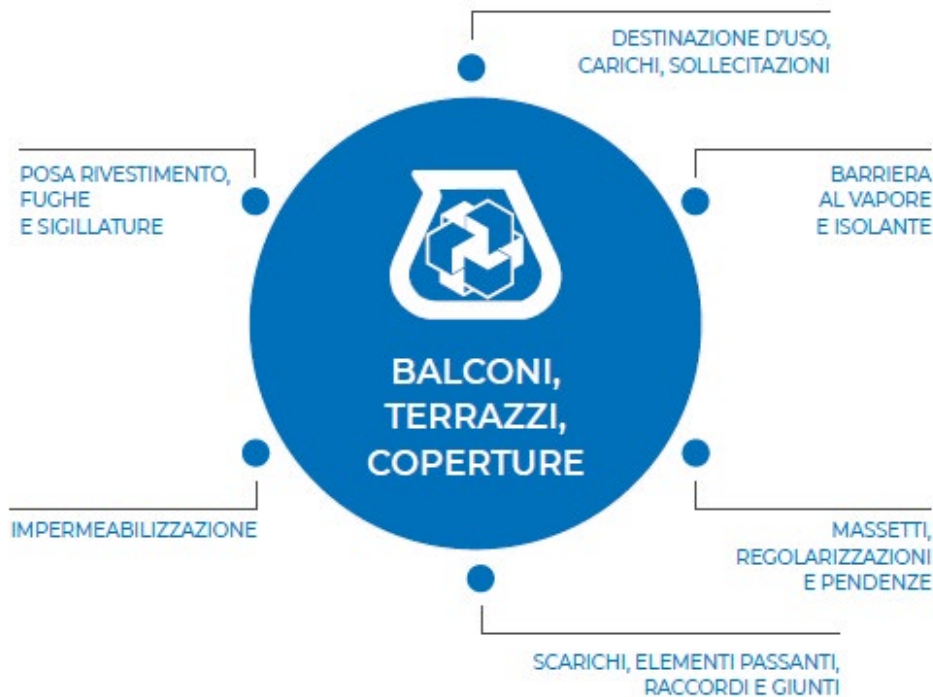 DESTINAZIONE D'USO,
CARICHI, SOLLECITAZIONI
POSA RIVESTIMENTO,
FUGHE
E SIGILLATURE
BARRIERA
AL VAPORE
E ISOLANTE
BALCONI,
TERRAZZI,
COPERTURE
IMPERMEABILIZZAZIONE
MASSETTI,
REGOLARIZZAZIONI
E PENDENZE
SCARICHI, ELEMENTI PASSANTI,
RACCORDI E GIUNTI